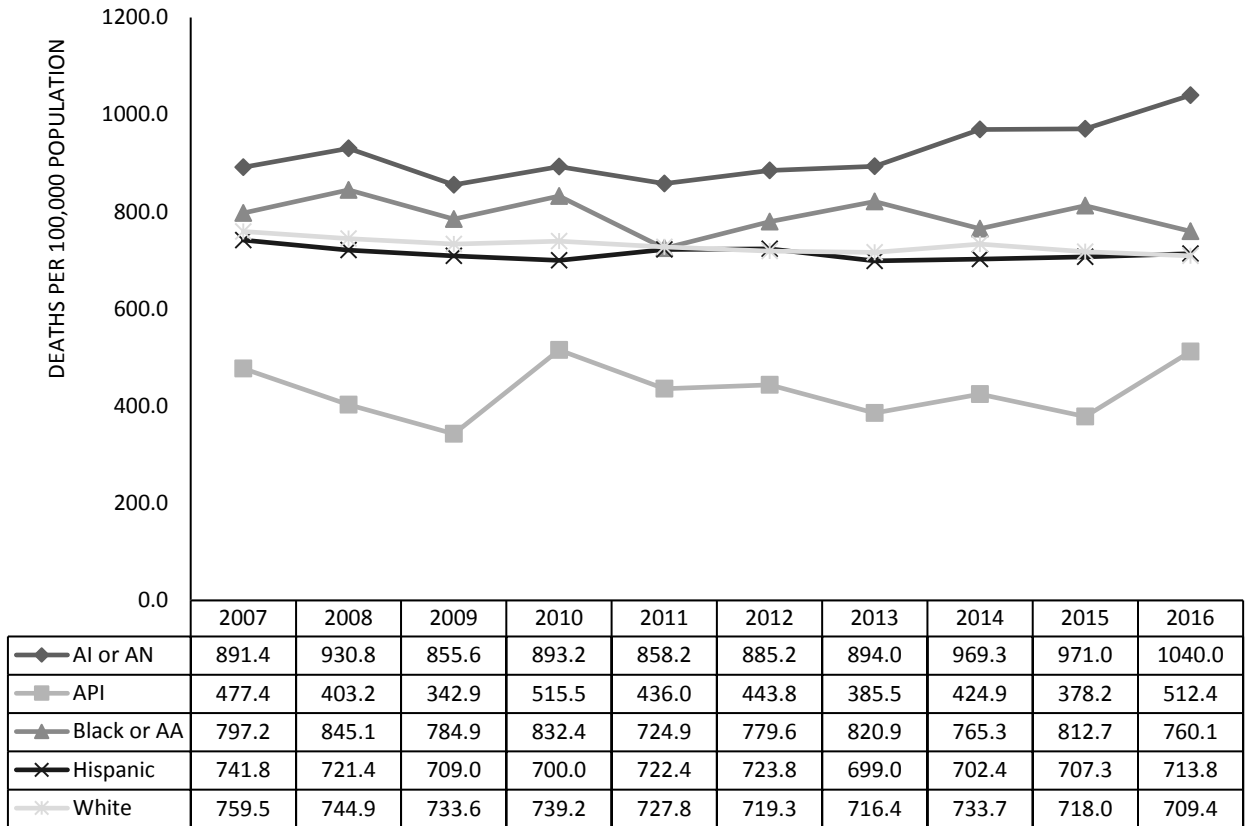 DEATHS PER 100,000 POPULATION
1200.0
1000.0
800.0
600.0
400.0
200.0
0.0
2007 2008 2009 2010 2011 2012 2013 2014 2015 2016
AI or AN 891.4 930.8 855.6 893.2 858.2 885.2 894.0 969.3 971.0 1040.0
API 477.4 403.2 342.9 515.5 436.0 443.8 385.5 424.9 378.2 512.4
Black or AA 797.2 845.1 784.9 832.4 724.9 779.6 820.9 765.3 812.7 760.1
Hispanic 741.8 721.4 709.0 700.0 722.4 723.8 699.0 702.4 707.3 713.8
White 759.5 744.9 733.6 739.2 727.8 719.3 716.4 733.7 718.0 709.4